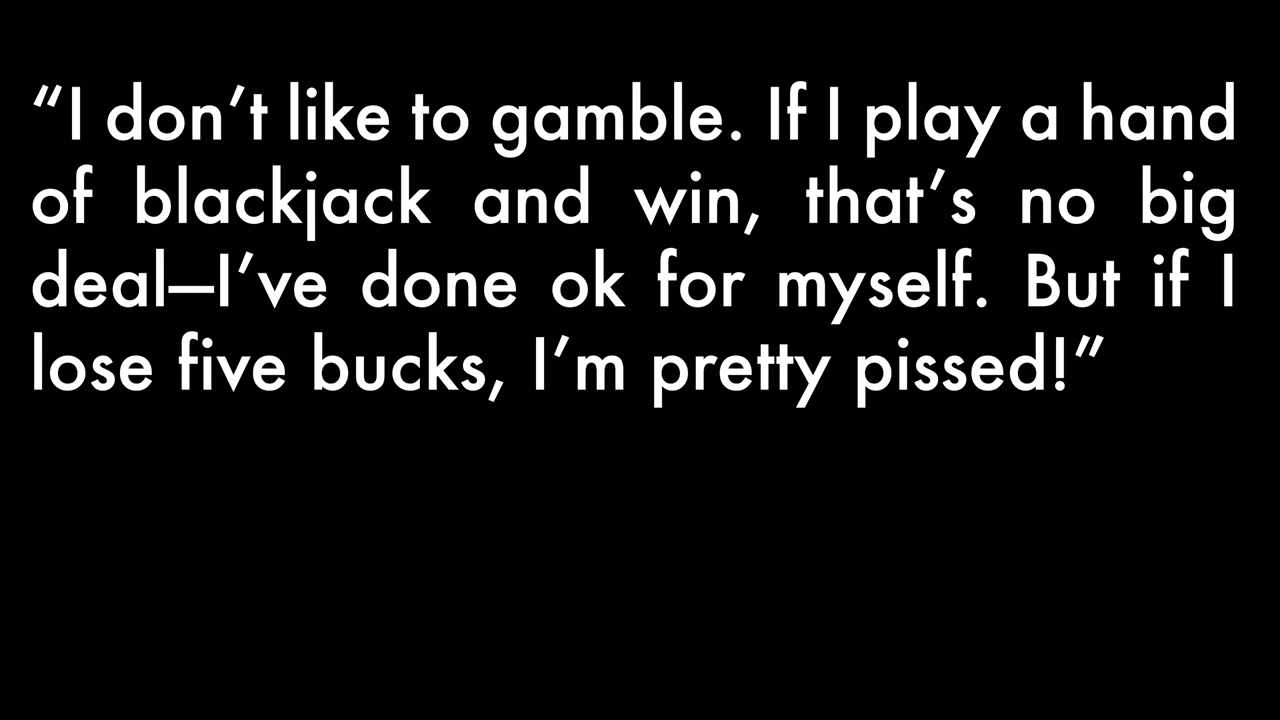 “I don’t like to gamble. If I play a hand
of blackjack and win, that’s no big
deal—I’ve done ok for myself. But if I
lose five bucks, I’m pretty pissed!”